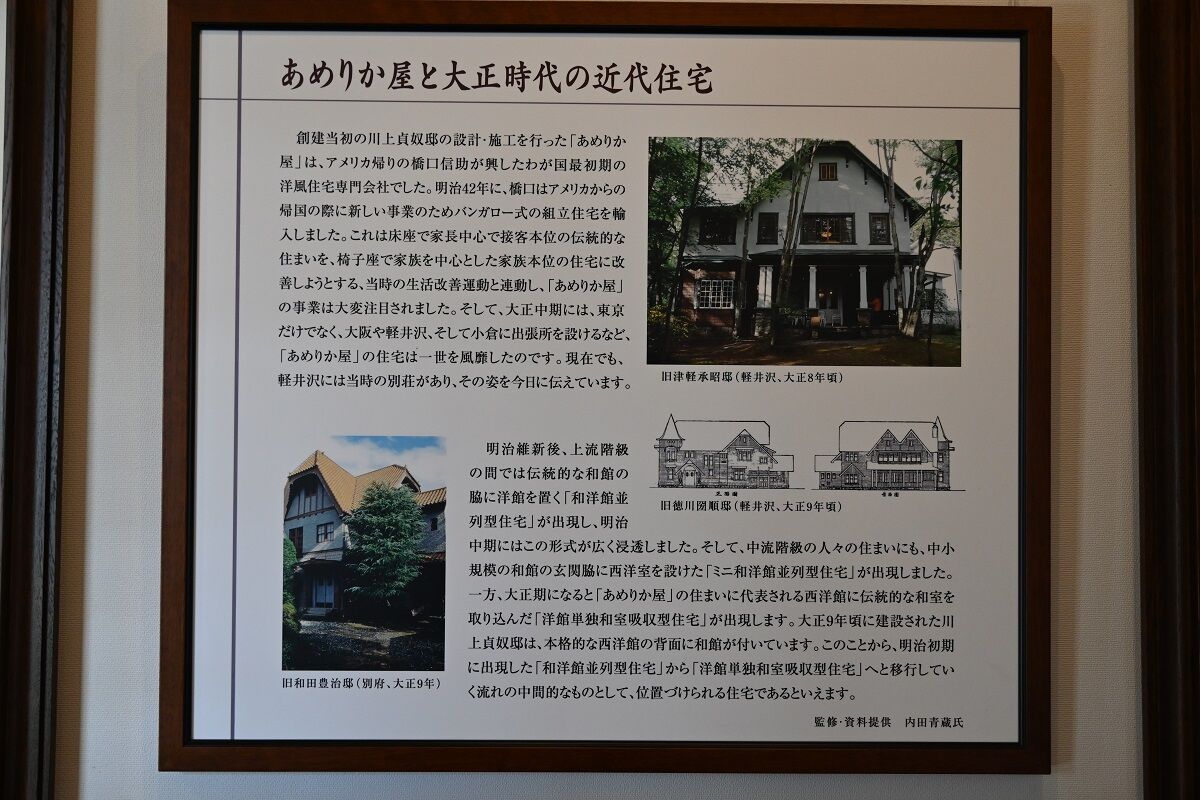 あめりか屋と大正時代の近代住宅
創建当初の川上貞奴邸の設計・施工を行った「あめりか
屋」は、アメリカ帰りの橋口信助が興したわが国最初期の
洋風住宅専門会社でした。明治42年に、橋口はアメリカからの
帰国の際に新しい事業のためバンガロー式の組立住宅を輸
入しました。これは床座で家長中心で接客本位の伝統的な
住まいを、椅子座で家族を中心とした家族本位の住宅に改
善しようとする、当時の生活改善運動と連動し、「あめりか屋」
の事業は大変注目されました。そして、大正中期には、東京
だけでなく、大阪や軽井沢、そして小倉に出張所を設けるなど、
「あめりか屋」の住宅は一世を風靡したのです。現在でも、
軽井沢には当時の別荘があり、その姿を今日に伝えています。
旧津軽承昭邸（軽井沢、大正8年頃）
旧徳川圀順邸（軽井沢、大正9年頃）
旧和田豊治邸（別府、大正9年）
明治維新後、上流階級
の間では伝統的な和館の
脇に洋館を置く「和洋館並
列型住宅」が出現し、明治
中期にはこの形式が広く浸透しました。そして、中流階級の人々の住まいにも、中小
規模の和館の玄関脇に西洋室を設けた「ミニ和洋館並列型住宅」が出現しました。
一方、大正期になると「あめりか屋」の住まいに代表される西洋館に伝統的な和室を
取り込んだ「洋館単独和室吸収型住宅」が出現します。大正9年頃に建設された川
上貞奴邸は、本格的な西洋館の背面に和館が付いています。このことから、明治初期
に出現した「和洋館並列型住宅」から「洋館単独和室吸収型住宅」へと移行してい
く流れの中間的なものとして、位置づけられる住宅であるといえます。
監修・資料提供　内田青蔵氏